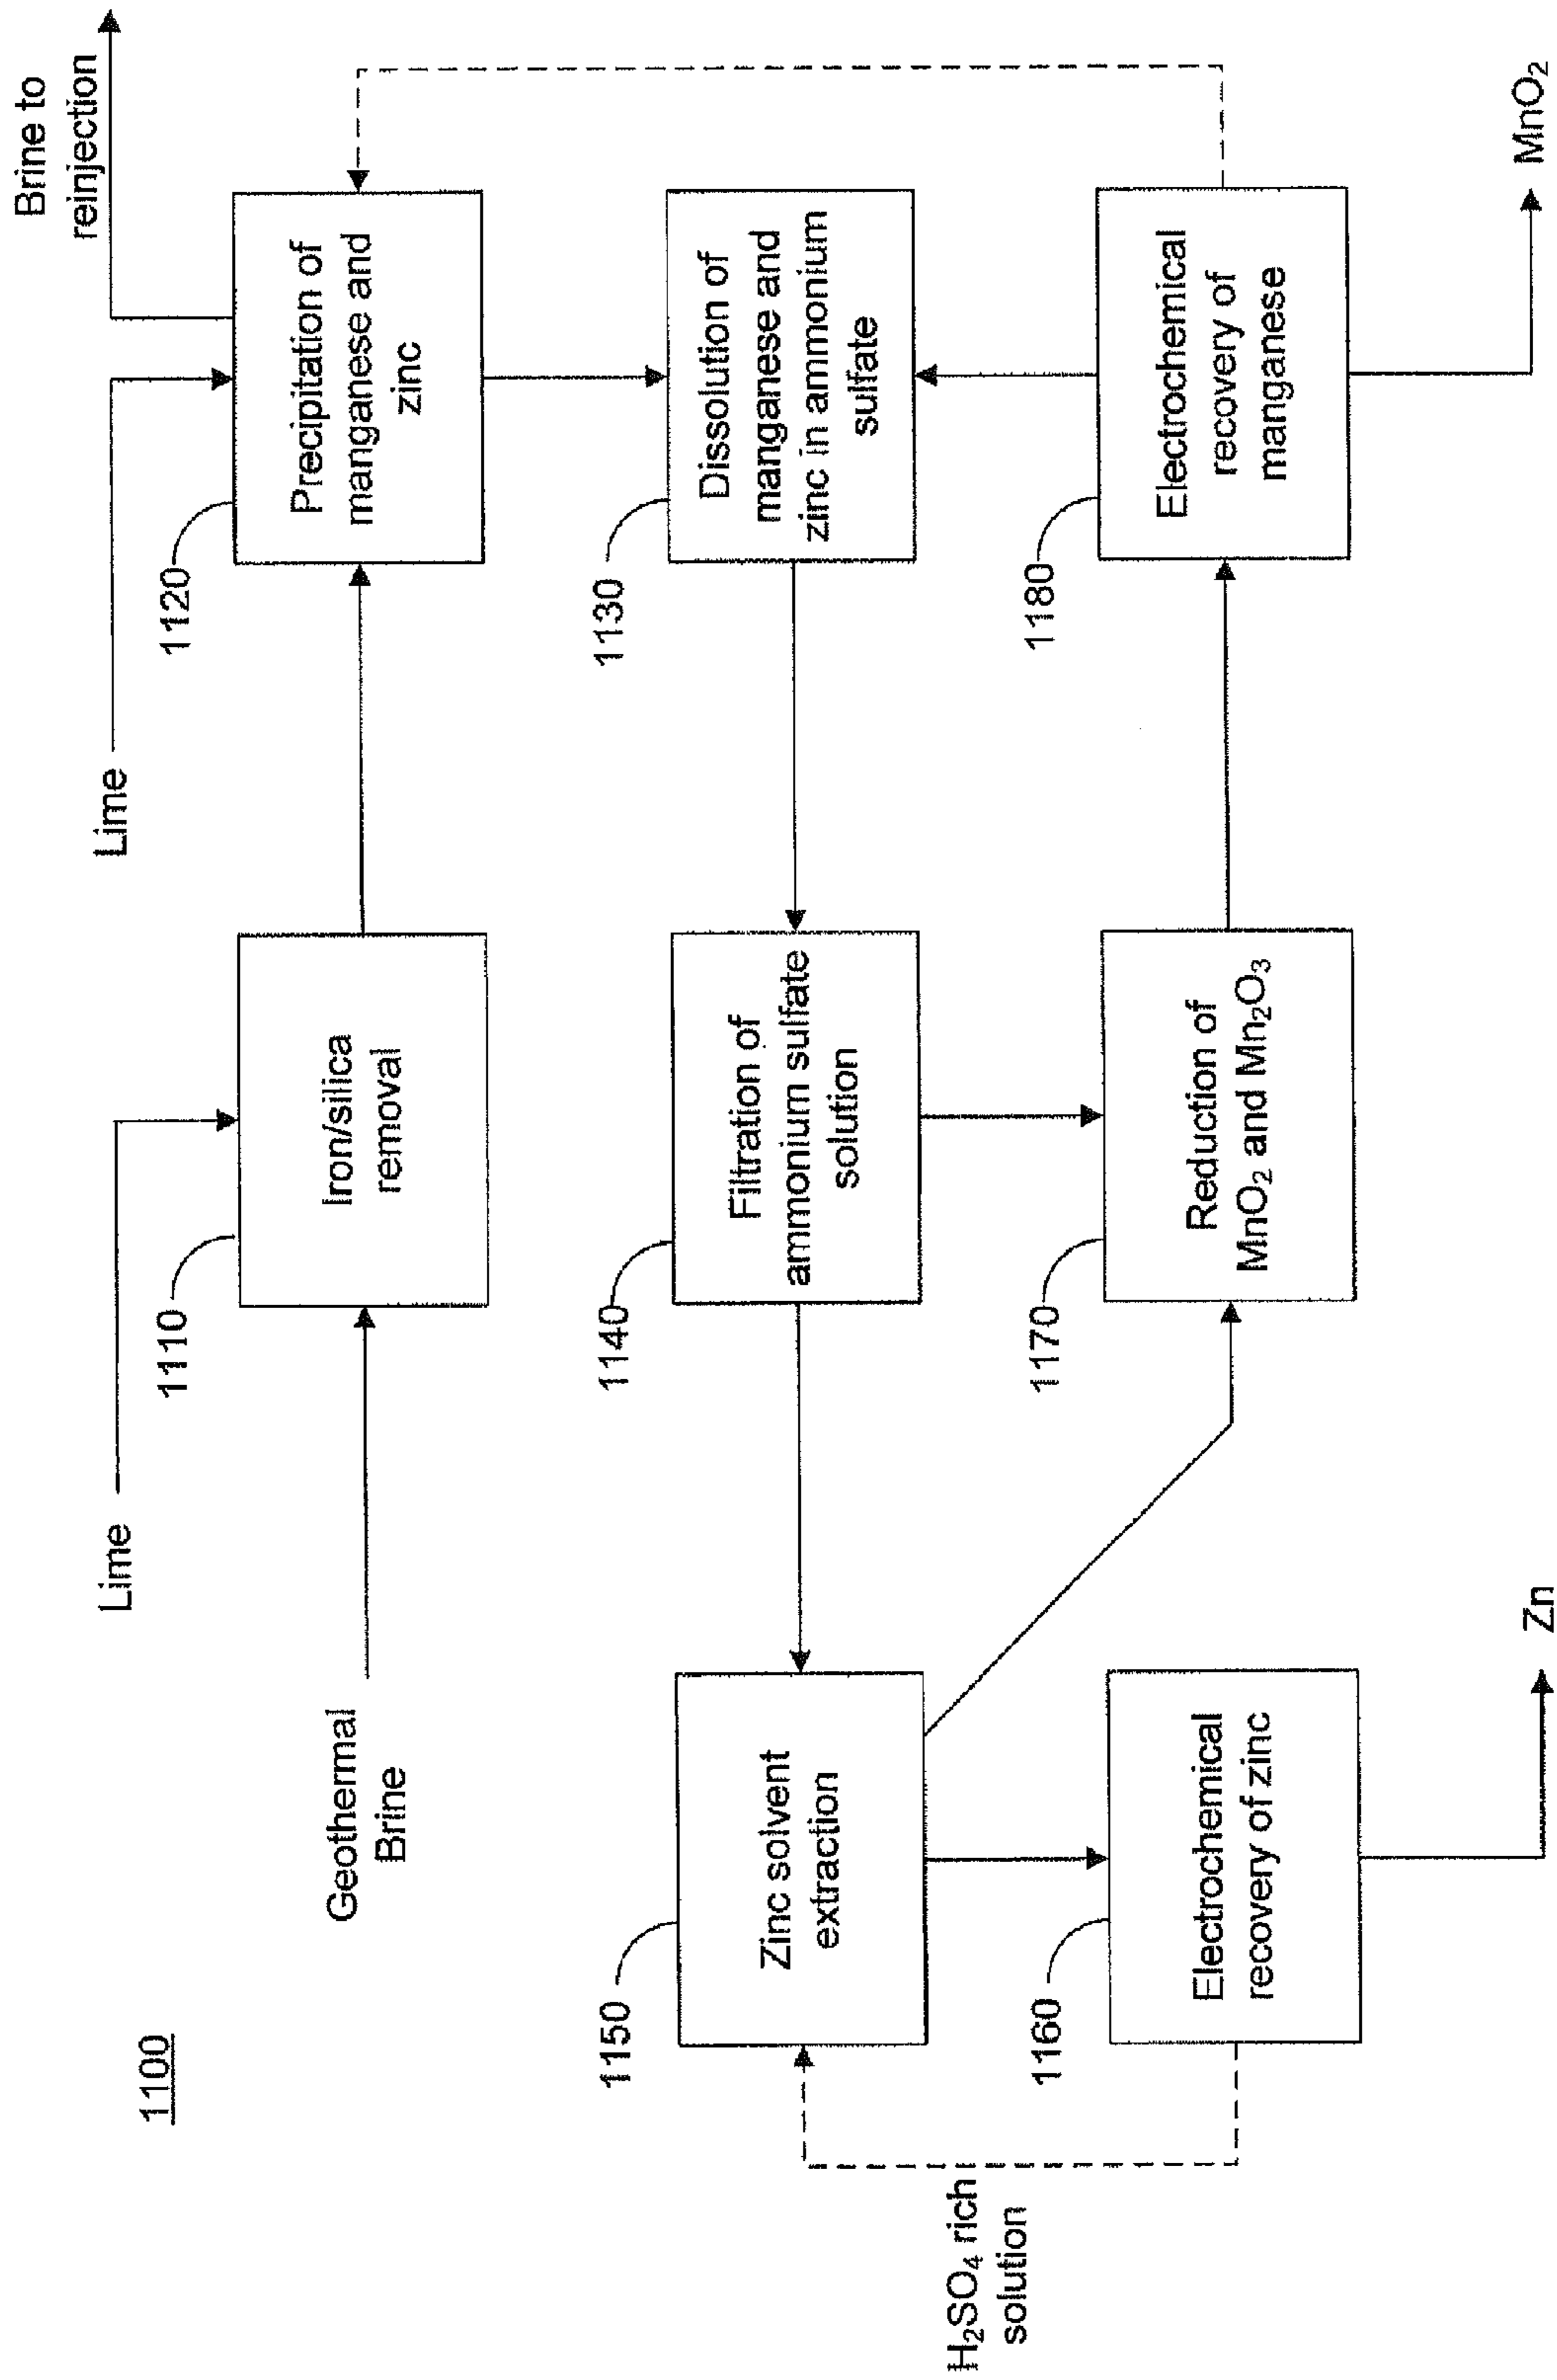 1100
Lime
Lime
Brine to
reinjection
Geothermal
Brine
1110
Iron/silica
removal
1120
Precipitation of
manganese and
zinc
1150
Zinc solvent
extraction
1140
Filtration of
ammonium sulfate
solution
1130
Dissolution of
manganese and
zinc in ammonium
sulfate
H₂SO₄ rich
solution
1160
Electrochemical
recovery of zinc
1170
Reduction of
MnO₂ and Mn₂O₃
1180
Electrochemical
recovery of
manganese
Zn
MnO₂